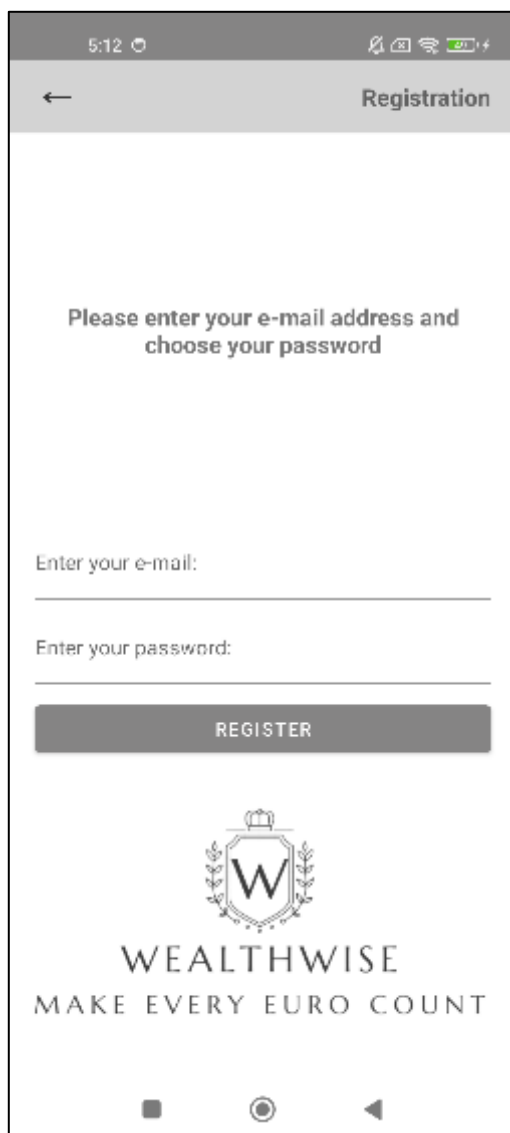 5:12
Registration
Please enter your e-mail address and
choose your password
Enter your e-mail:
Enter your password:
REGISTER
W
WEALTHWISE
MAKE EVERY EURO COUNT